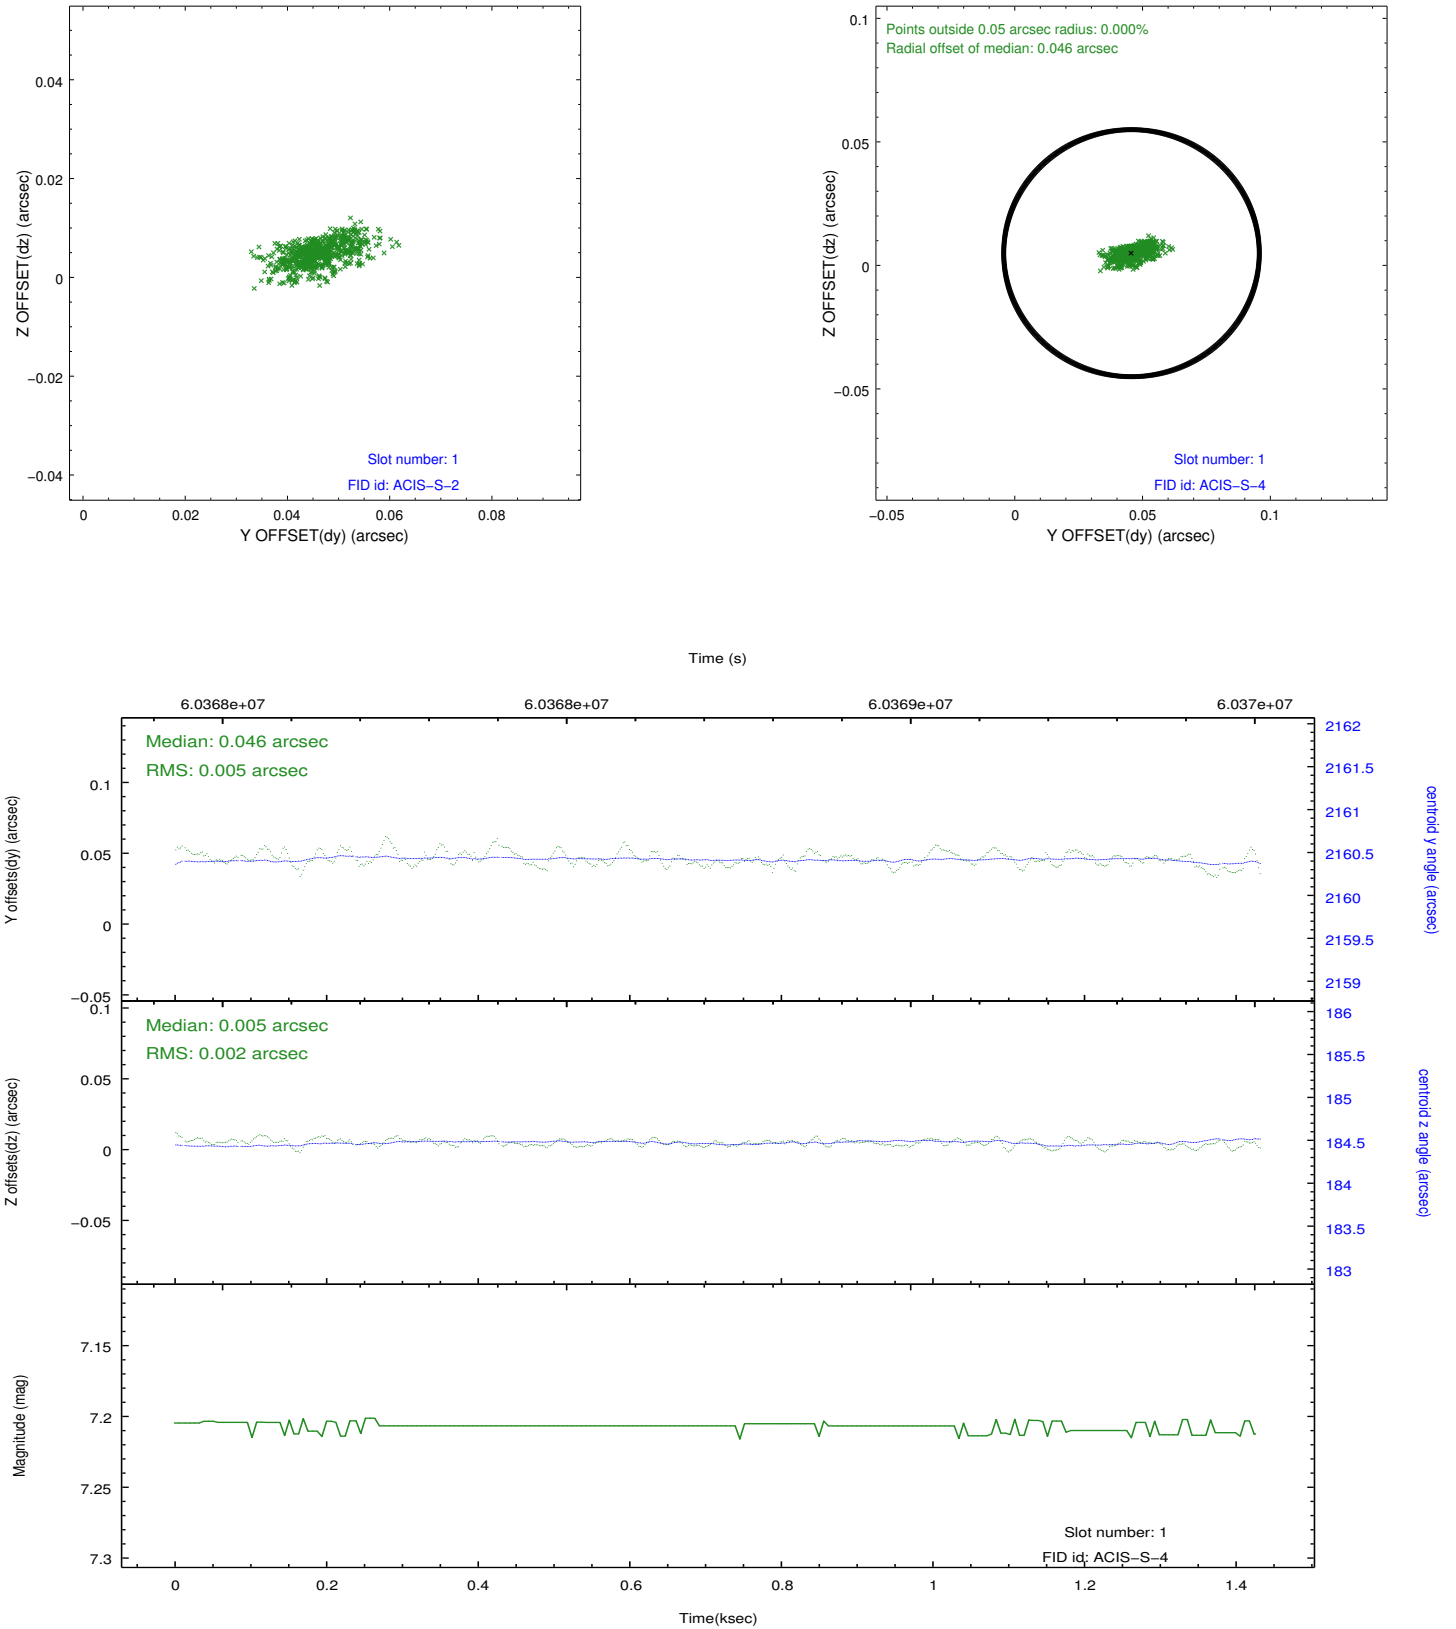 0.04
0.02
0
−0.02
−0.04
Z OFFSET(dz) (arcsec)
Slot number: 1
FID id: ACIS−S−2
0
0.02
0.04
0.06
0.08
Y OFFSET(dy) (arcsec)
Points outside 0.05 arcsec radius: 0.000%
Radial offset of median: 0.046 arcsec
0.1
0.05
0
−0.05
Z OFFSET(dz) (arcsec)
Slot number: 1
FID id: ACIS−S−4
−0.05
0
0.05
0.1
Y OFFSET(dy) (arcsec)
Time (s)
6.0368e+07
6.0368e+07
6.0369e+07
6.037e+07
Median: 0.046 arcsec
RMS: 0.005 arcsec
0.1
0.05
0
−0.05
Y offsets(dy) (arcsec)
2162
2161.5
2161
2160.5
2160
2159.5
2159
centroid y angle (arcsec)
Median: 0.005 arcsec
RMS: 0.002 arcsec
0.1
0.05
0
−0.05
Z offsets(dz) (arcsec)
186
185.5
185
184.5
184
183.5
183
centroid z angle (arcsec)
7.15
7.2
7.25
7.3
Magnitude (mag)
Slot number: 1
FID id: ACIS−S−4
0
0.2
0.4
0.6
0.8
1
1.2
1.4
Time(ksec)